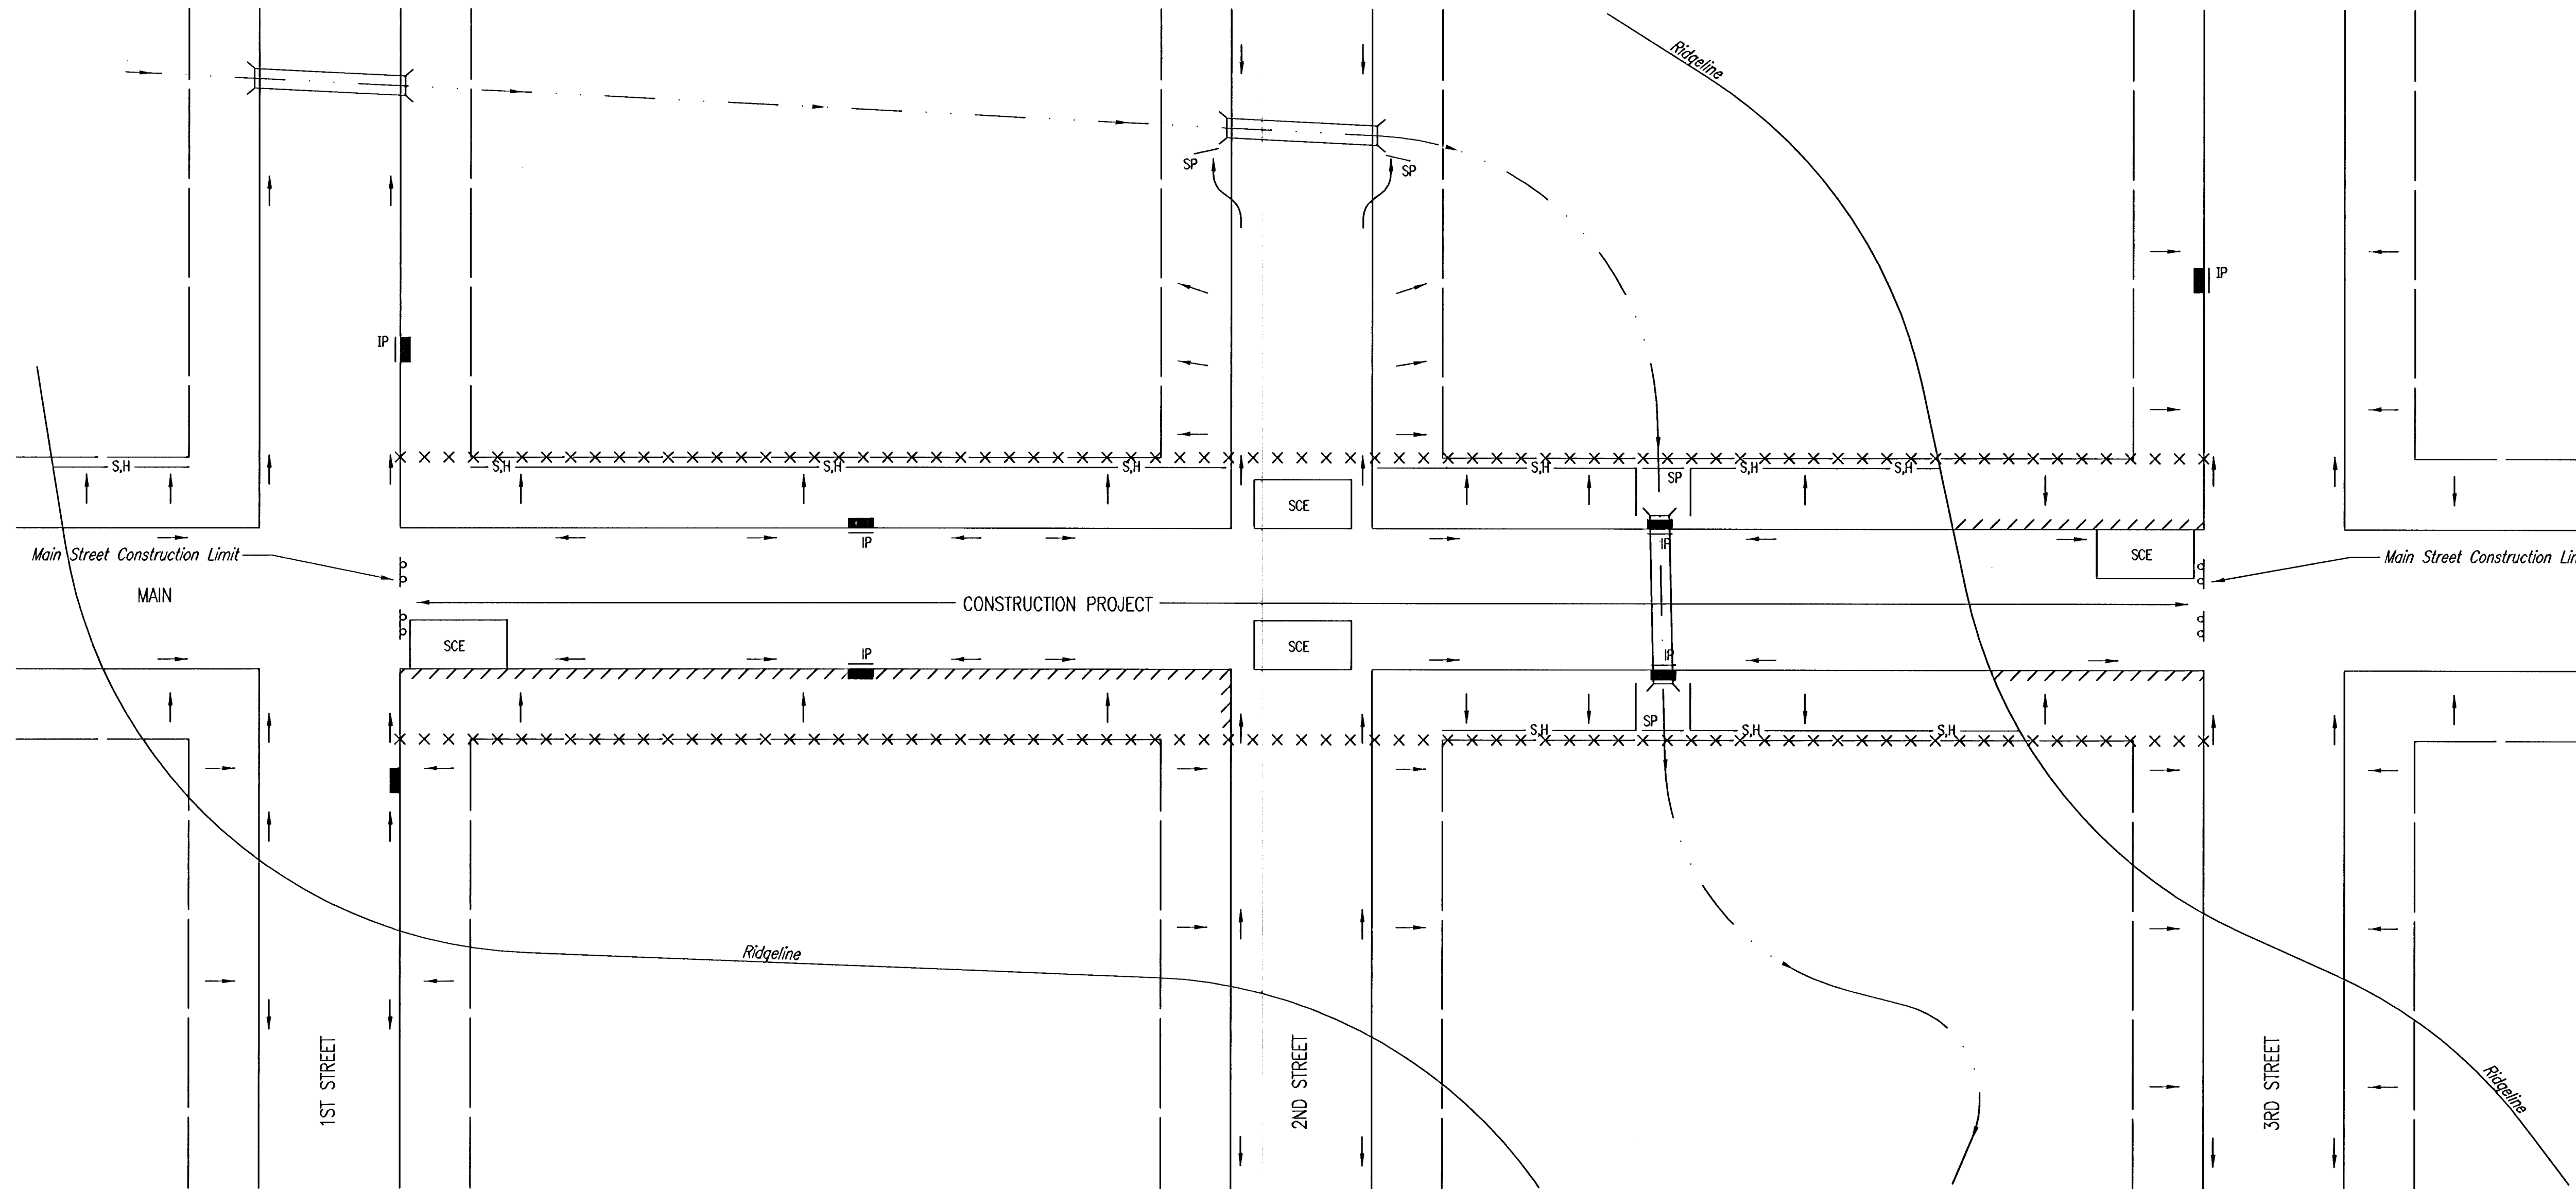 Ridgeline
SP
SP
IP
IP
S,H
S,H
S,H
S,H
S,H
S,H
S,H
SP
SCE
IP
IP
SCE
Main Street Construction Limit
Main Street Construction Li
MAIN
CONSTRUCTION PROJECT
SCE
SCE
IP
IP
SP
S,H
S,H
S,H
Ridgeline
1ST STREET
2ND STREET
3RD STREET
Ridgeline